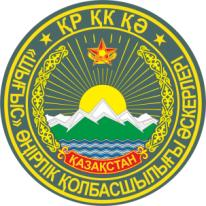 ҚР ҚК ҚӘ
«ШЫҒЫС» ӨҢІРЛІК ҚОЛБАСШЫЛЫҒЫ ӘСКЕРЛЕРІ
ҚАЗАҚСТАН